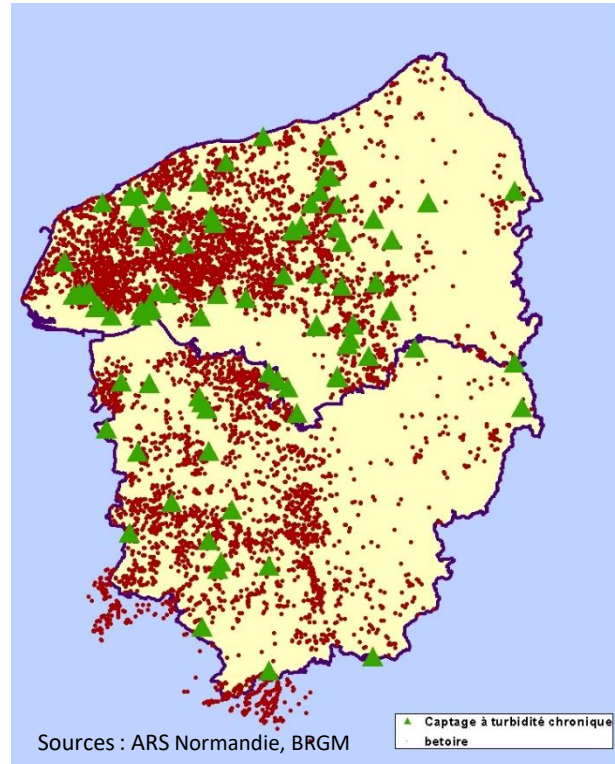 Captage à turbidité chronique
betoire
Sources : ARS Normandie, BRGM